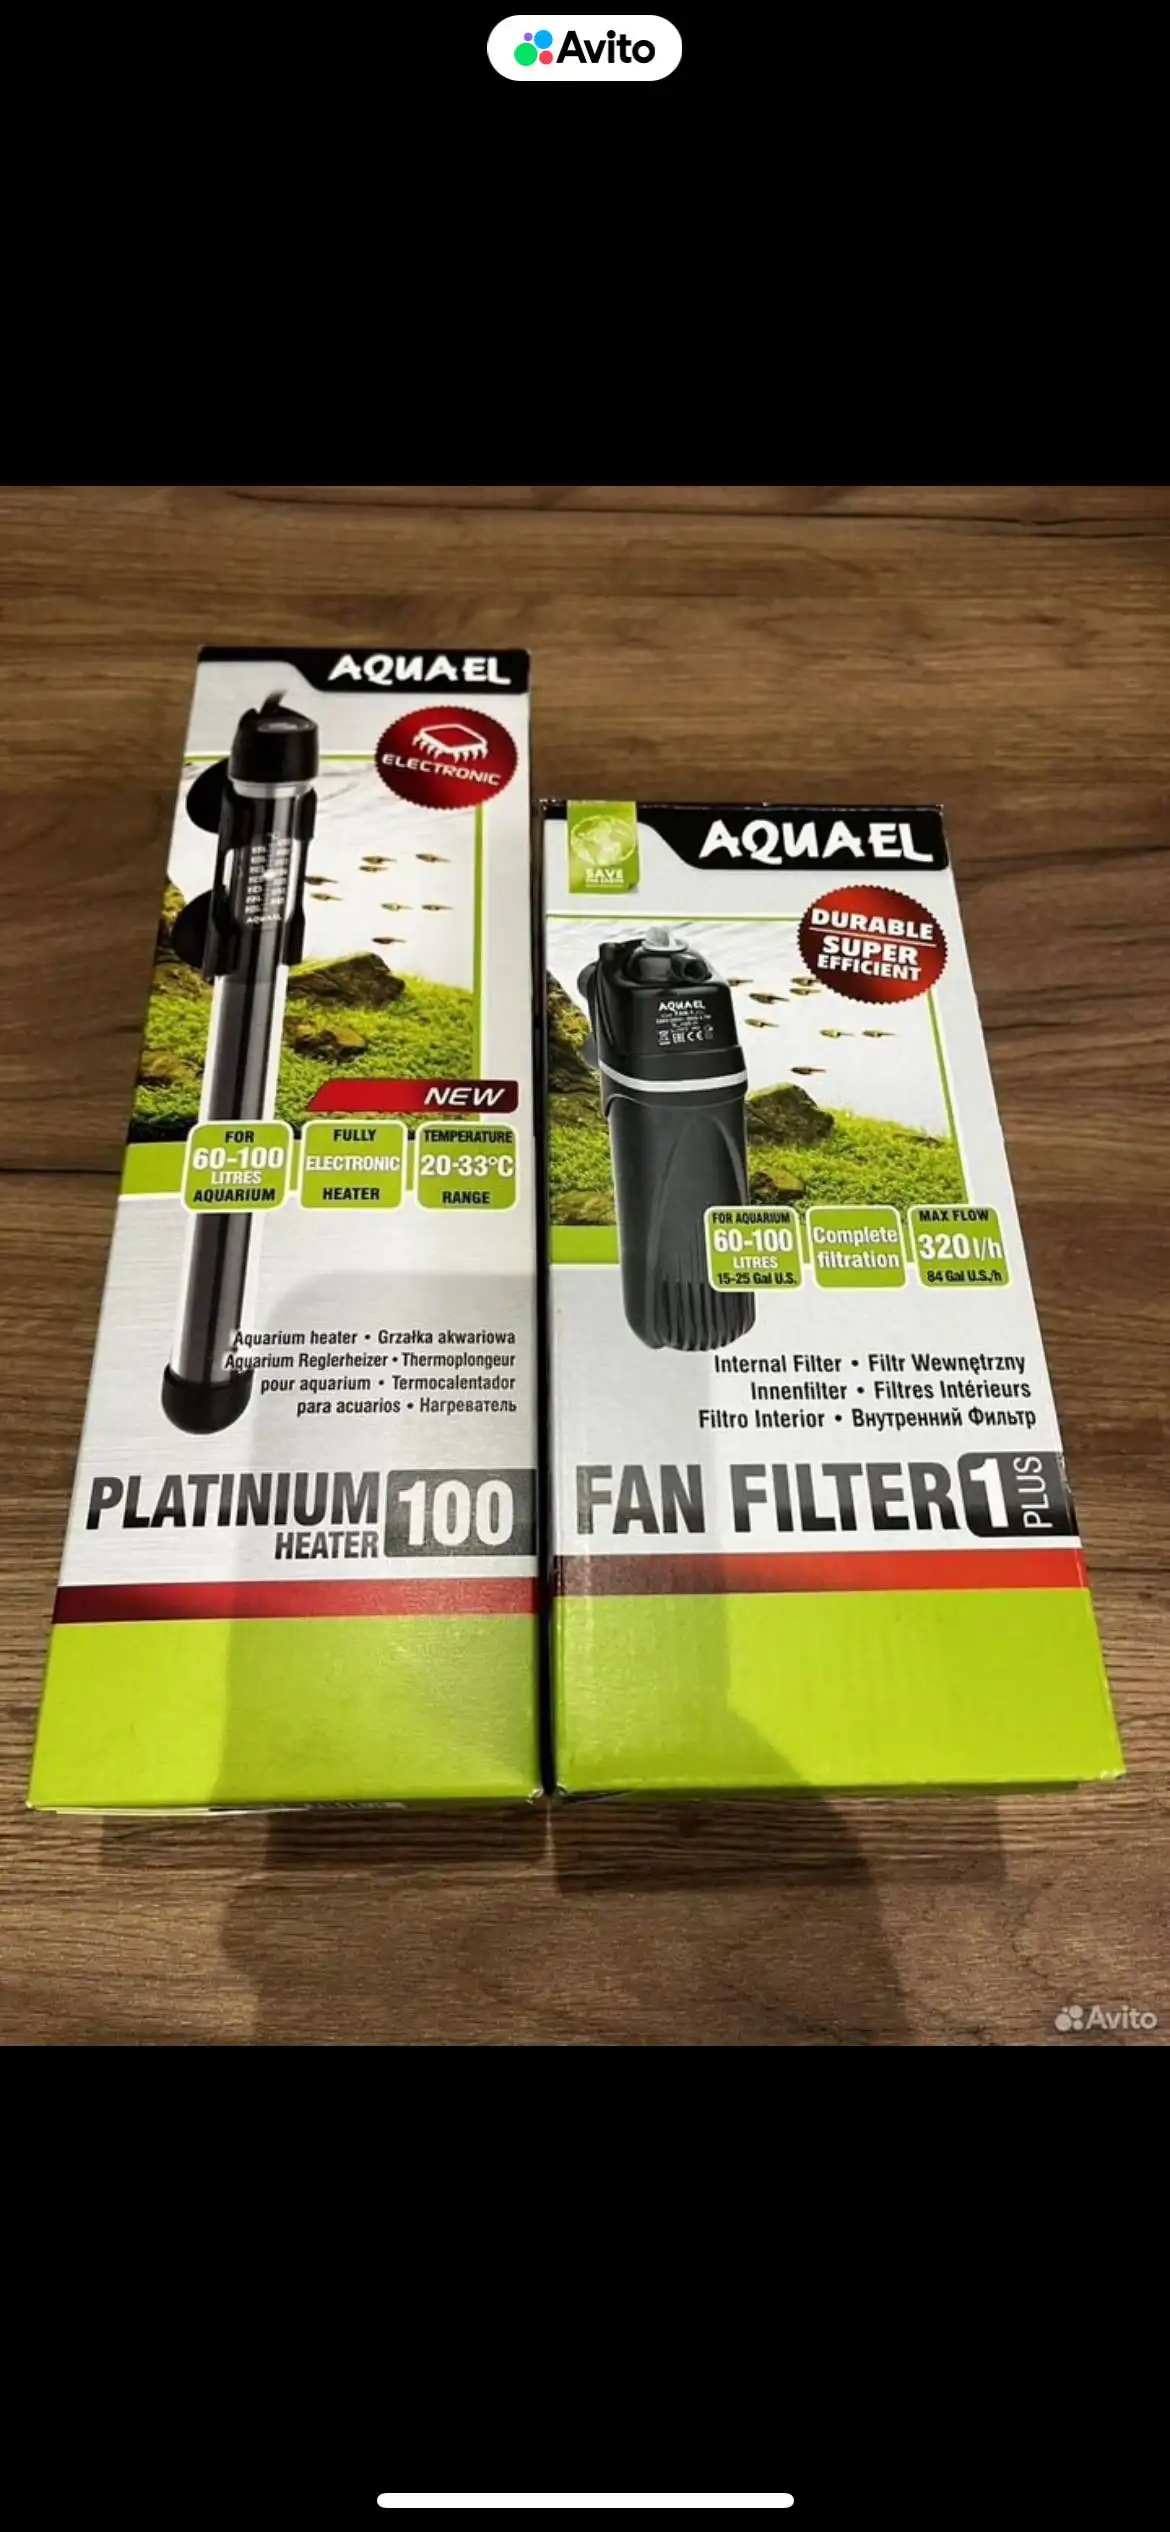 Avito
AQUAEL
ELECTRONIC
AQUAEL
NEW
FOR
60-100
LITRES
AQUARIUM
FULLY
ELECTRONIC
HEATER
TEMPERATURE
20-33°C
RANGE
Aquarium heater • Grzałka akwariowa
Aquarium Reglerheizer • Thermoplongeur
pour aquarium • Termocalentador
para acuarios • Нагреватель
PLATINIUM
HEATER
100
SAVE
AQUAEL
DURABLE
SUPER
EFFICIENT
AQUAEL
FOR AQUARIUM
60-100
LITRES
15-25 Gal U.S.
Complete
filtration
MAX FLOW
320 l/h
84 Gal U.S./h
Internal Filter • Filtr Wewnętrzny
Innenfilter • Filtres Intérieurs
Filtro Interior • Внутренний Фильтр
FAN FILTER 1 PLUS
Avito